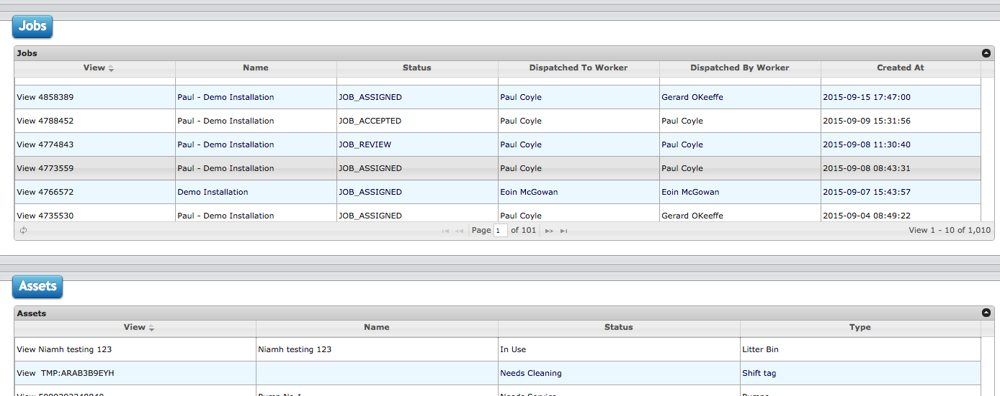 Jobs
Jobs
View Name Status Dispatched To Worker Dispatched By Worker Created At
View 4858389 Paul - Demo Installation JOB_ASSIGNED Paul Coyle Gerard OKeeffe 2015-09-15 17:47:00
View 4788452 Paul - Demo Installation JOB_ACCEPTED Paul Coyle Paul Coyle 2015-09-09 15:31:56
View 4774843 Paul - Demo Installation JOB_REVIEW Paul Coyle Paul Coyle 2015-09-08 11:30:40
View 4773559 Paul - Demo Installation JOB_ASSIGNED Paul Coyle Paul Coyle 2015-09-08 08:43:31
View 4766572 Demo Installation JOB_ASSIGNED Eoin McGowan Eoin McGowan 2015-09-07 15:43:57
View 4735530 Paul - Demo Installation JOB_ASSIGNED Paul Coyle Gerard OKeeffe 2015-09-04 08:49:22
Page 1 of 101 View 1 - 10 of 1,010
Assets
Assets
View Name Status Type
View Niamh testing 123 Niamh testing 123 In Use Litter Bin
View TMP:ARAB3B9EYH Needs Cleaning Shift tag
View Needs Service